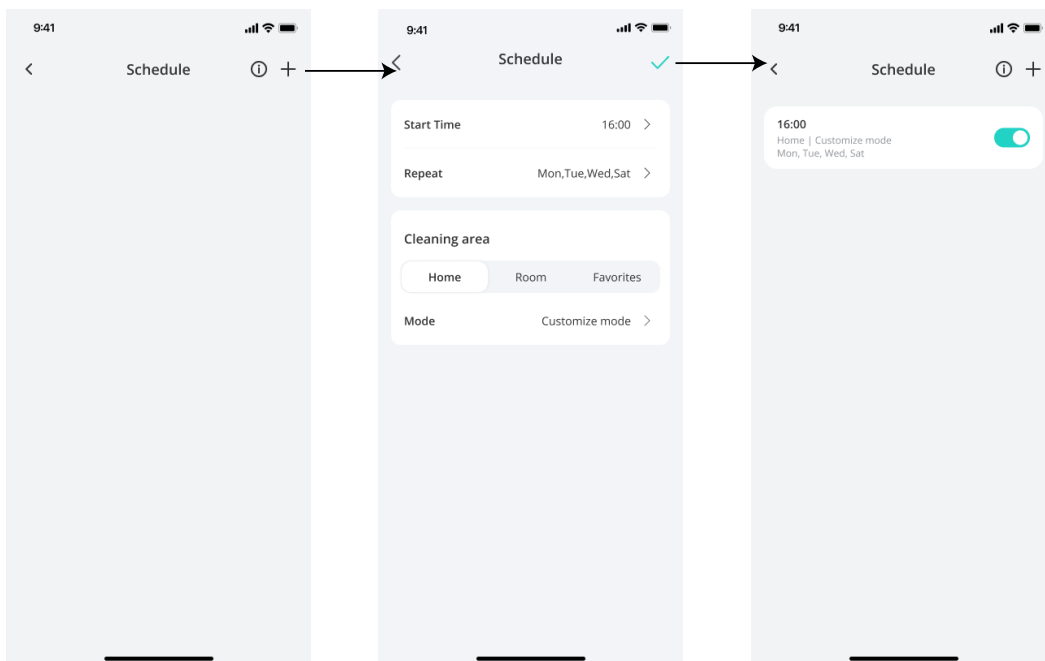 9:41
Schedule
9:41
Schedule
Start Time 16:00
Repeat Mon,Tue,Wed,Sat
Cleaning area
Home Room Favorites
Mode Customize mode
9:41
Schedule
16:00
Home | Customize mode
Mon, Tue, Wed, Sat